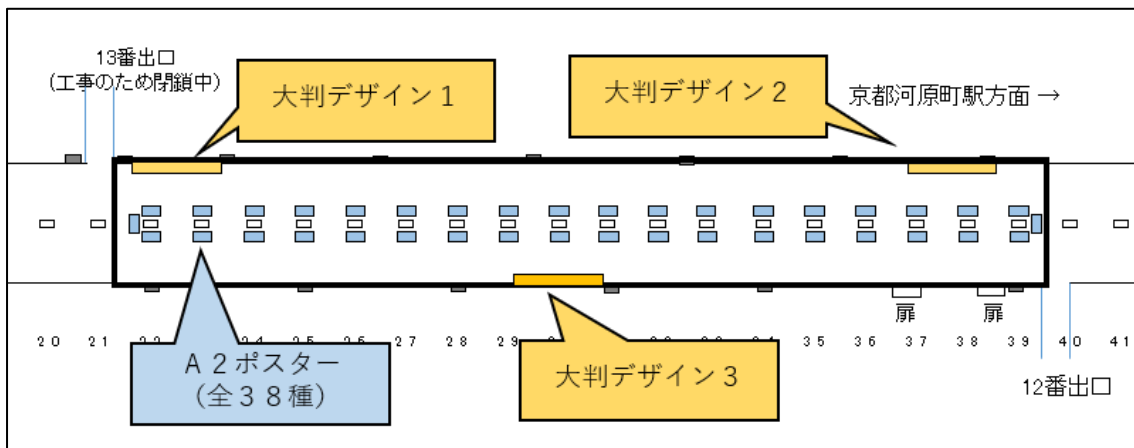 13番出口
(工事のため閉鎖中)
大判デザイン１
大判デザイン２
京都河原町駅方面 →
扉
扉
20 21 22 24 25 26 27 28 29 33 34 35 36 37 38 39 40 41
Ａ２ポスター
(全３８種)
大判デザイン３
12番出口